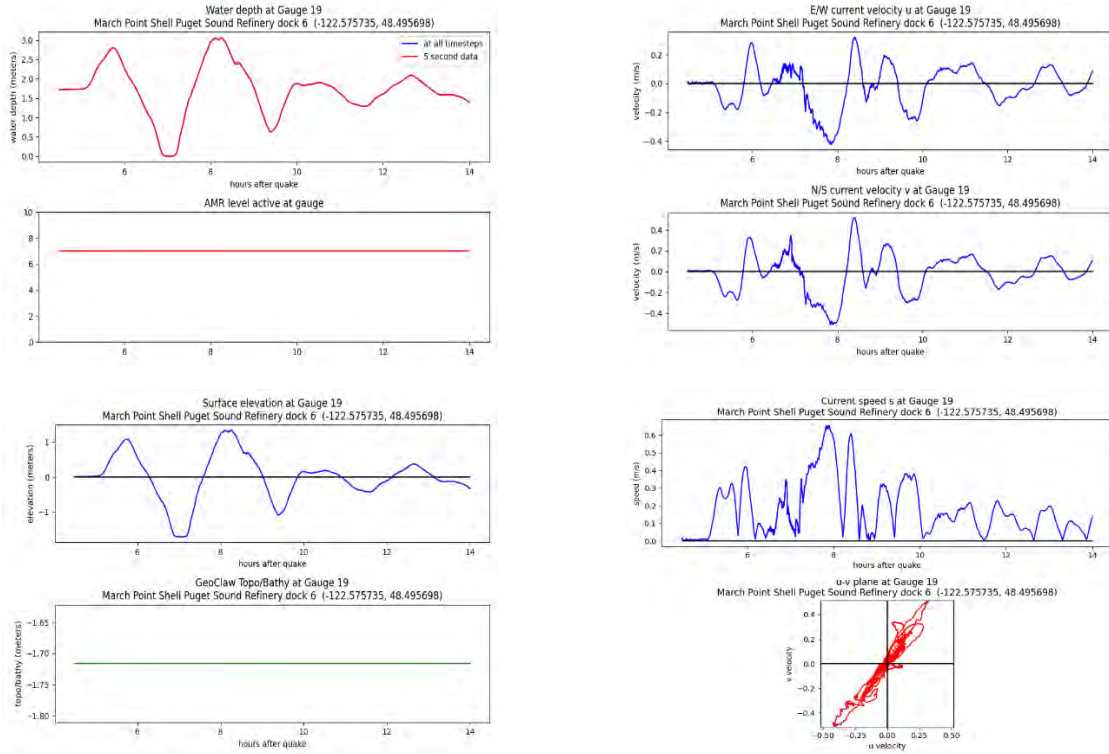 Water depth at Gauge 19
March Point Shell Puget Sound Refinery dock 6 (-122.575735, 48.495698)
water depth (meters)
3.0
2.5
2.0
1.5
1.0
0.5
0.0
at all timesteps
5 second data
6 8 10 12 14
hours after quake
AMR level active at gauge
10
8
6
4
2
0
6 8 10 12 14
Surface elevation at Gauge 19
March Point Shell Puget Sound Refinery dock 6 (-122.575735, 48.495698)
elevation (meters)
1
0
−1
6 8 10 12 14
hours after quake
GeoClaw Topo/Bathy at Gauge 19
March Point Shell Puget Sound Refinery dock 6 (-122.575735, 48.495698)
topo/bathy (meters)
−1.65
−1.70
−1.75
−1.80
6 8 10 12 14
hours after quake
E/W current velocity u at Gauge 19
March Point Shell Puget Sound Refinery dock 6 (-122.575735, 48.495698)
velocity (m/s)
0.2
0.0
−0.2
−0.4
6 8 10 12 14
hours after quake
N/S current velocity v at Gauge 19
March Point Shell Puget Sound Refinery dock 6 (-122.575735, 48.495698)
velocity (m/s)
0.4
0.2
0.0
−0.2
−0.4
6 8 10 12 14
hours after quake
Current speed s at Gauge 19
March Point Shell Puget Sound Refinery dock 6 (-122.575735, 48.495698)
speed (m/s)
0.6
0.5
0.4
0.3
0.2
0.1
0.0
6 8 10 12 14
hours after quake
u-v plane at Gauge 19
March Point Shell Puget Sound Refinery dock 6 (-122.575735, 48.495698)
v velocity
0.4
0.2
0.0
−0.2
−0.4
−0.50 −0.25 0.00 0.25 0.50
u velocity